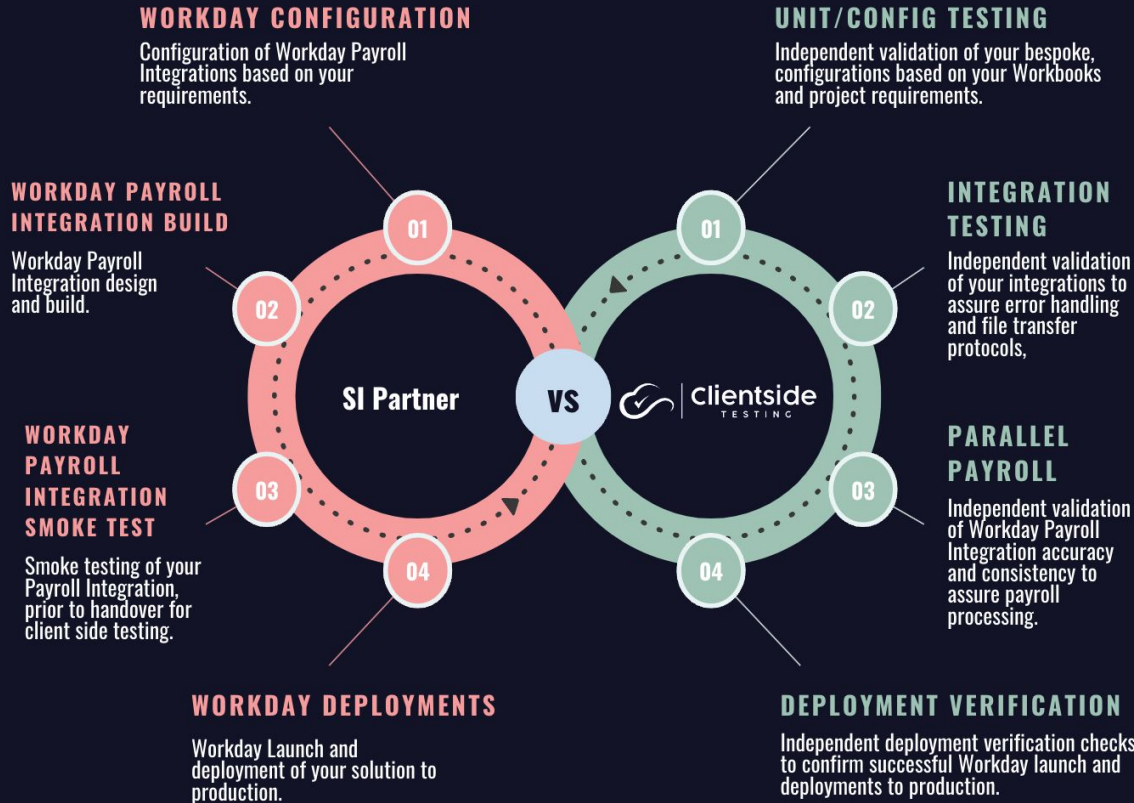 WORKDAY CONFIGURATION
Configuration of Workday Payroll
Integrations based on your
requirements.
WORKDAY PAYROLL
INTEGRATION BUILD
Workday Payroll
Integration design
and build.
WORKDAY
PAYROLL
INTEGRATION
SMOKE TEST
Smoke testing of your
Payroll Integration,
prior to handover for
client side testing.
WORKDAY DEPLOYMENTS
Workday Launch and
deployment of your solution to
production.
01
02
03
04
SI Partner
VS
Clientside
TESTING
01
02
03
04
UNIT/CONFIG TESTING
Independent validation of your bespoke,
configurations based on your Workbooks
and project requirements.
INTEGRATION
TESTING
Independent validation
of your integrations to
assure error handling
and file transfer
protocols,
PARALLEL
PAYROLL
Independent validation
of Workday Payroll
Integration accuracy
and consistency to
assure payroll
processing.
DEPLOYMENT VERIFICATION
Independent deployment verification checks
to confirm successful Workday launch and
deployments to production.